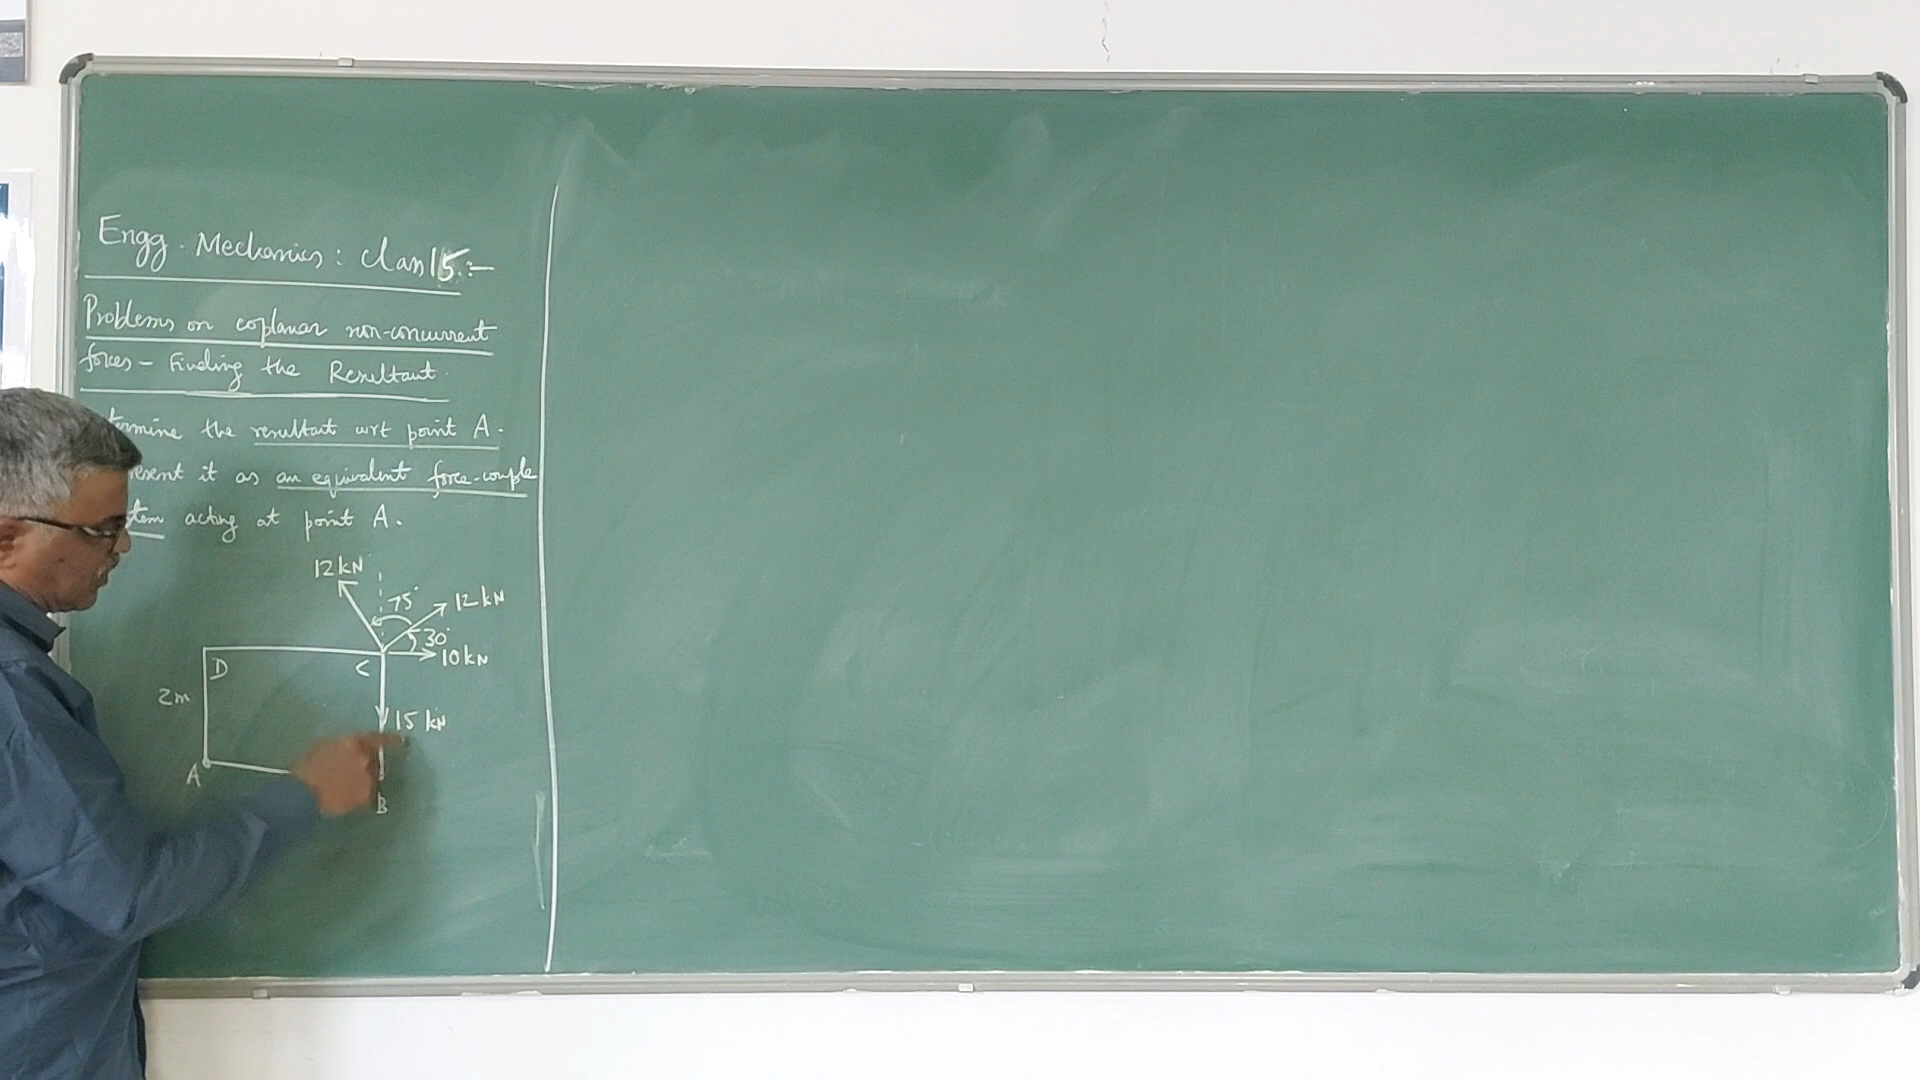 Engg. Mechanics: Class 15:-
Problems on coplanar non-concurrent
forces - Finding the Resultant.
the resultant wrt point A.
it as an equivalent force-couple
acting at point A.
12 kN
75°
12 kN
30°
10 kN
D
C
2m
15 kN
A
B